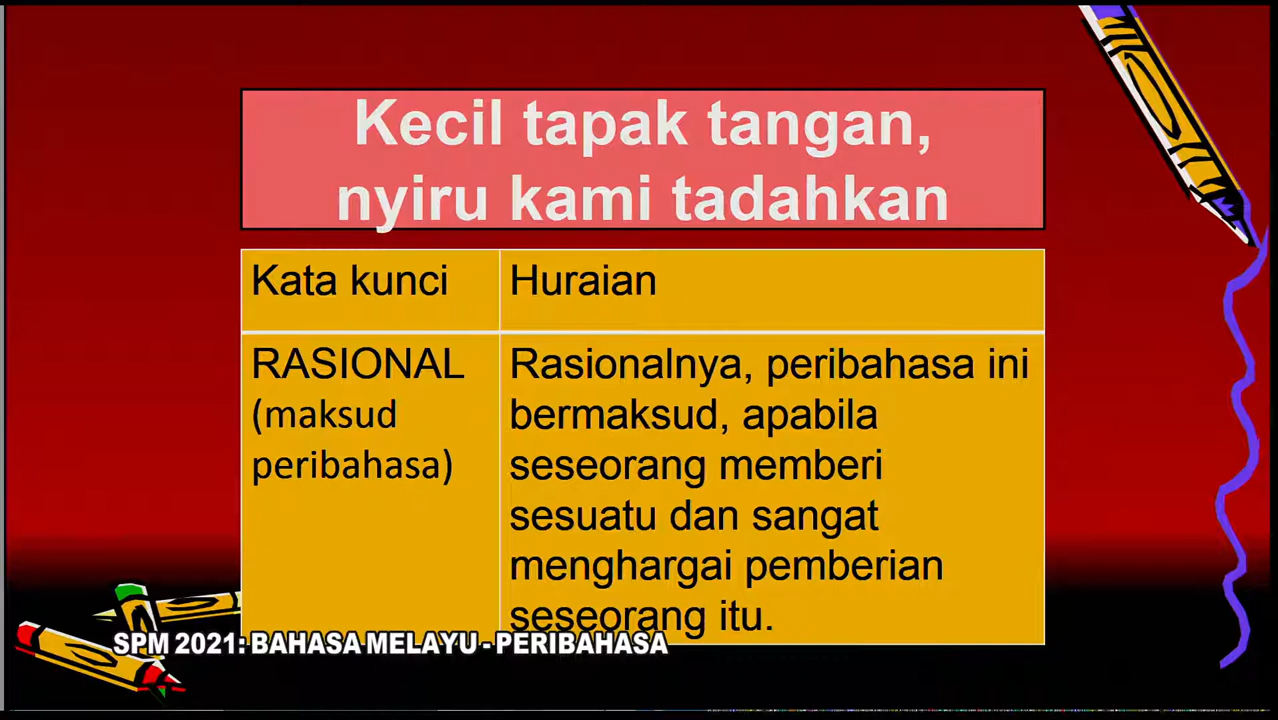 Kecil tapak tangan,
nyiru kami tadahkan
Kata kunci
Huraian
RASIONAL
(maksud
peribahasa)
Rasionalnya, peribahasa ini
bermaksud, apabila
seseorang memberi
sesuatu dan sangat
menghargai pemberian
seseorang itu.
SPM 2021: BAHASA MELAYU - PERIBAHASA